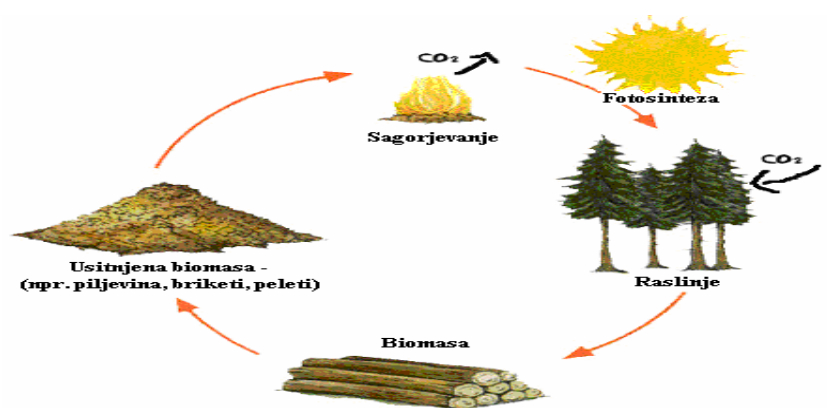 CO₂
Fotosinteza
Sagorjevanje
CO₂
Usitnjena biomasa -
(npr. piljevina, briketi, peleti)
Raslinje
Biomasa